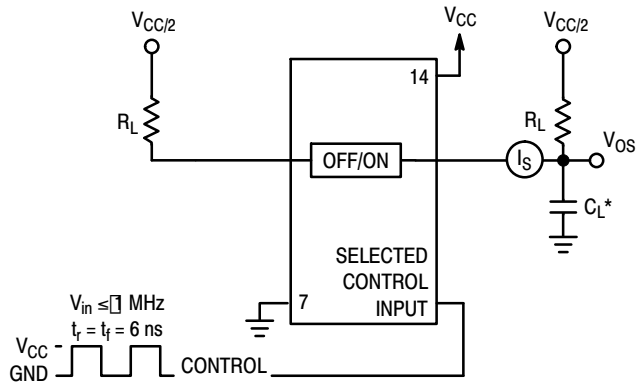 VCC/2
VCC
VCC/2
14
RL
RL
VOS
OFF/ON
IS
CL*
SELECTED
CONTROL
INPUT
7
Vin ≤ 1 MHz
tr = tf = 6 ns
VCC
GND
CONTROL